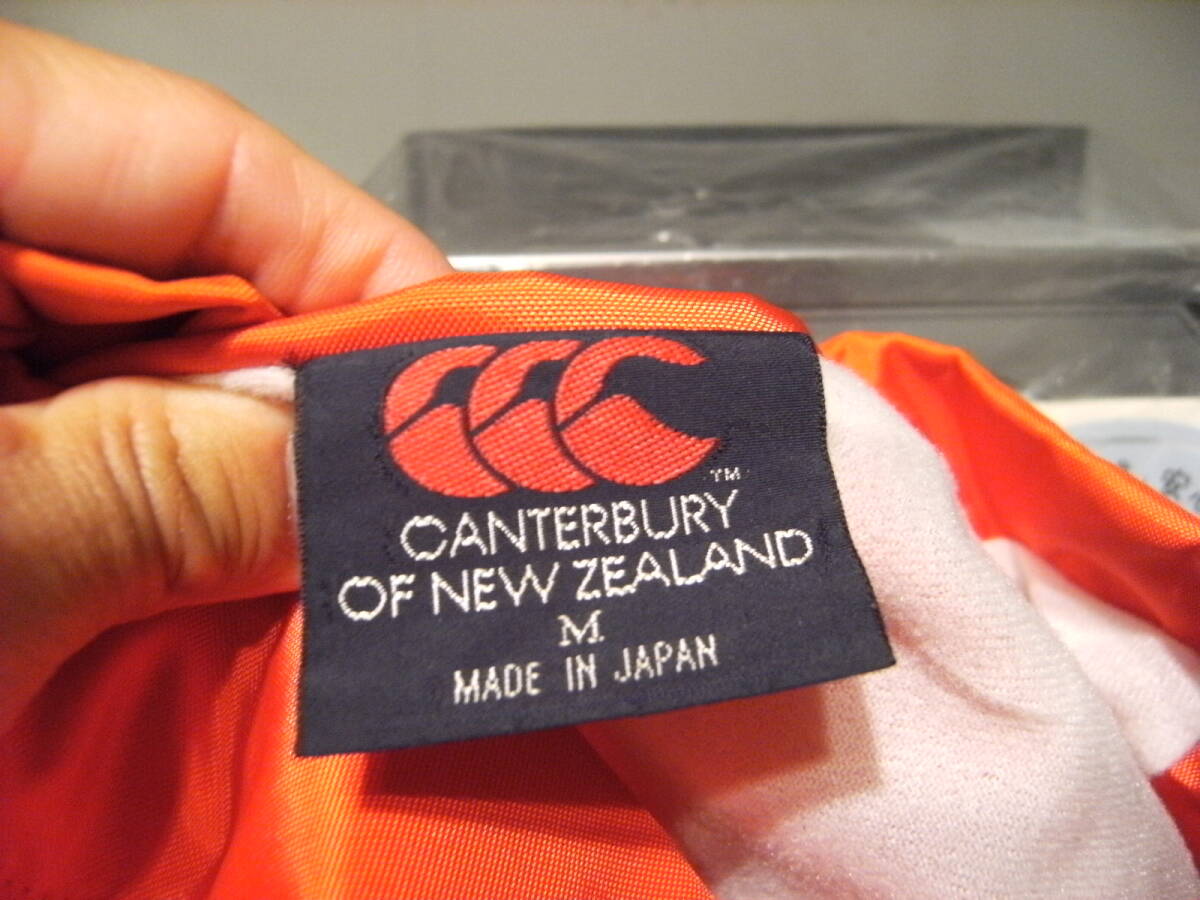 TM
CANTERBURY
OF NEW ZEALAND
M
MADE IN JAPAN